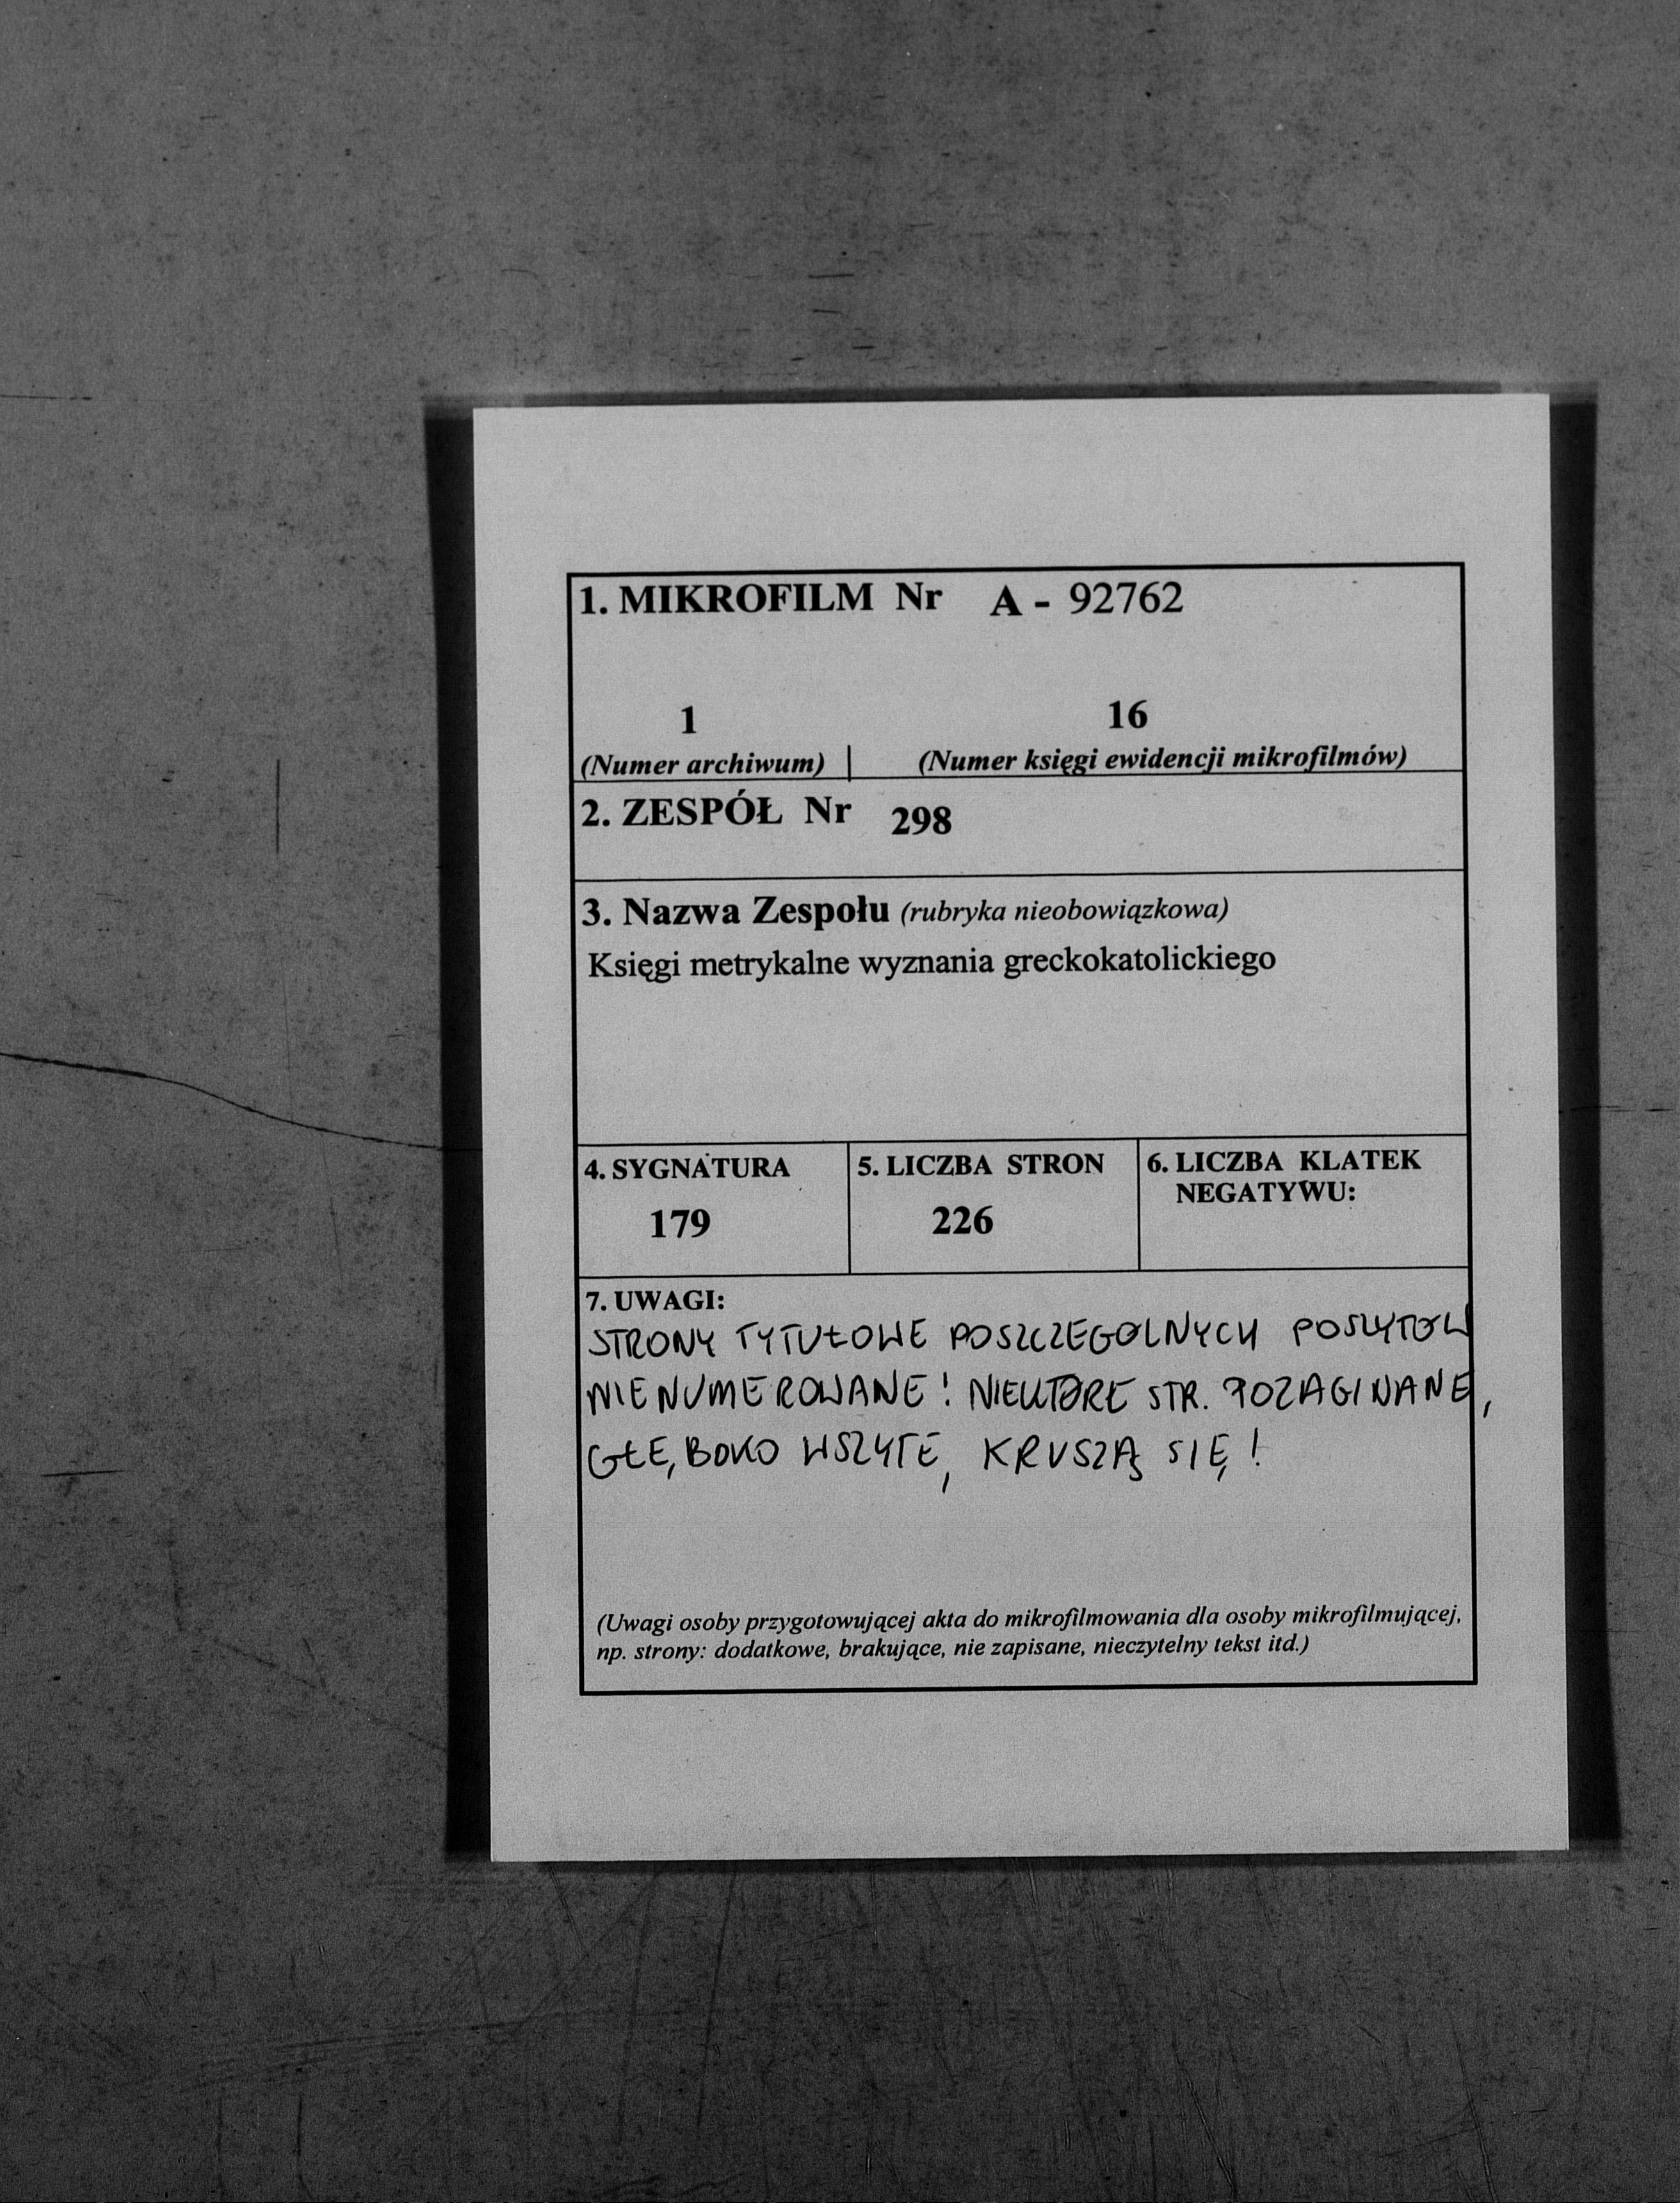 1. MIKROFILM Nr A - 92762
1 16
(Numer archiwum) | (Numer księgi ewidencji mikrofilmów)
2. ZESPÓŁ Nr 298
3. Nazwa Zespołu (rubryka nieobowiązkowa)
Księgi metrykalne wyznania greckokatolickiego
4. SYGNATURA 5. LICZBA STRON 6. LICZBA KLATEK
NEGATYWU:
179 226
7. UWAGI:
STRONY TYTUŁOWE POSZCZEGÓLNYCH POSZYTÓW
NIENUMEROWANE! NIEKTÓRE STR. POZAGINANE,
GŁĘBOKO WSZYTE, KRUSZĄ SIĘ!
(Uwagi osoby przygotowującej akta do mikrofilmowania dla osoby mikrofilmującej,
np. strony: dodatkowe, brakujące, nie zapisane, nieczytelny tekst itd.)